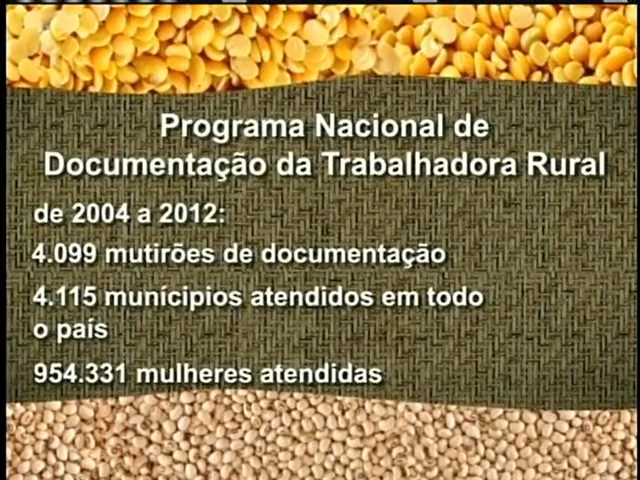 Programa Nacional de
Documentação da Trabalhadora Rural
de 2004 a 2012:
4.099 mutirões de documentação
4.115 munícipios atendidos em todo
o país
954.331 mulheres atendidas